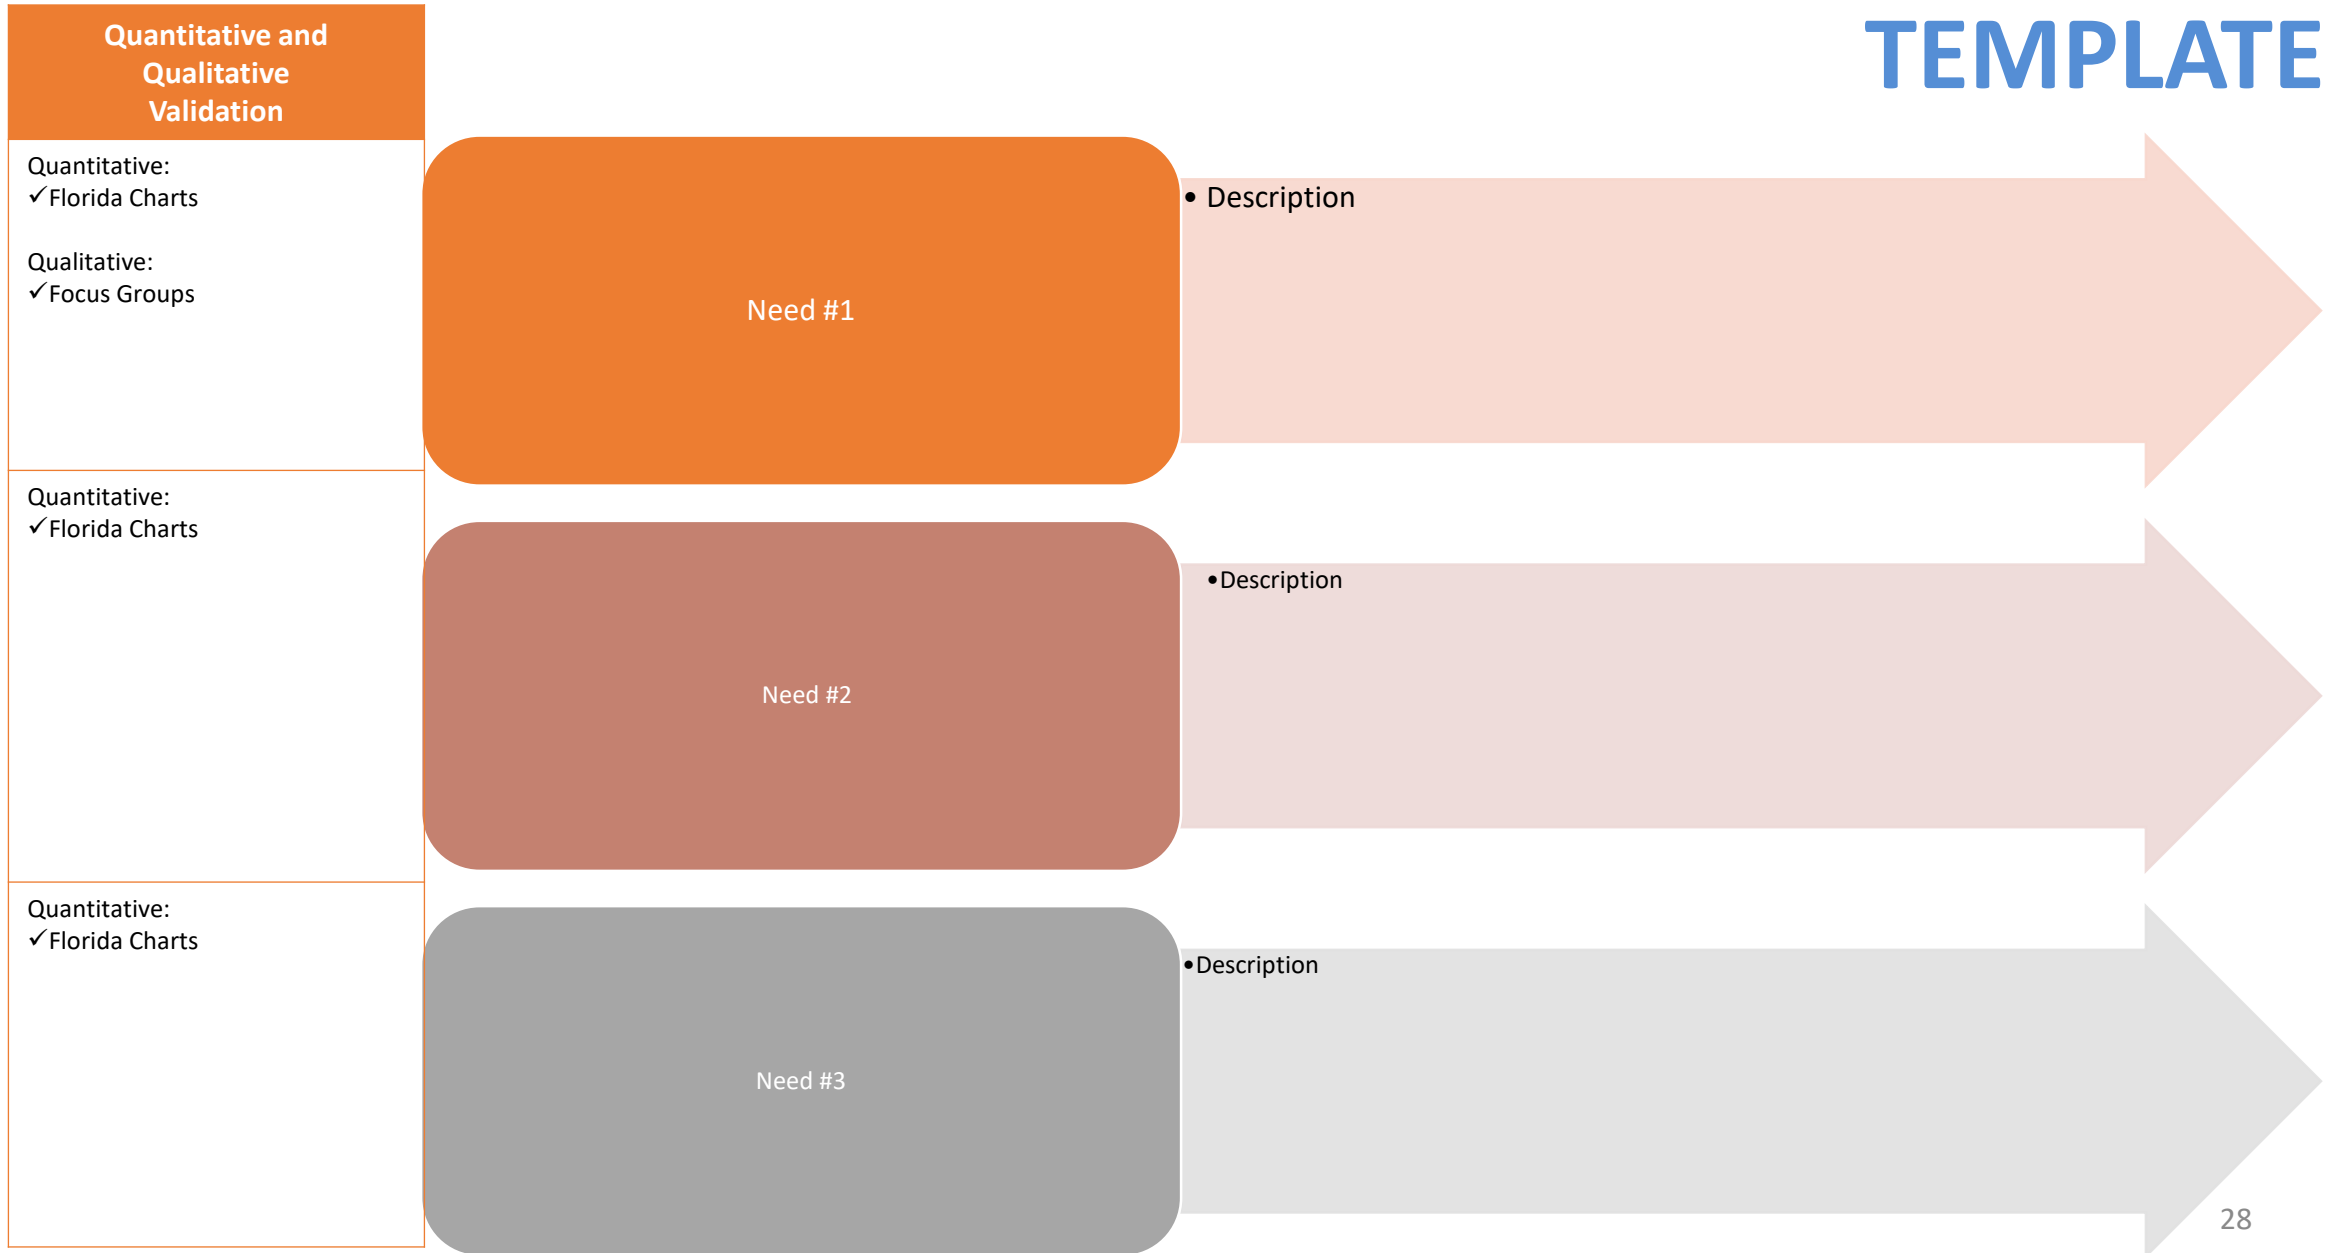 TEMPLATE
Quantitative and
Qualitative
Validation
Quantitative:
✓Florida Charts
Qualitative:
✓Focus Groups
Need #1
• Description
Quantitative:
✓Florida Charts
Need #2
•Description
Quantitative:
✓Florida Charts
Need #3
•Description
28